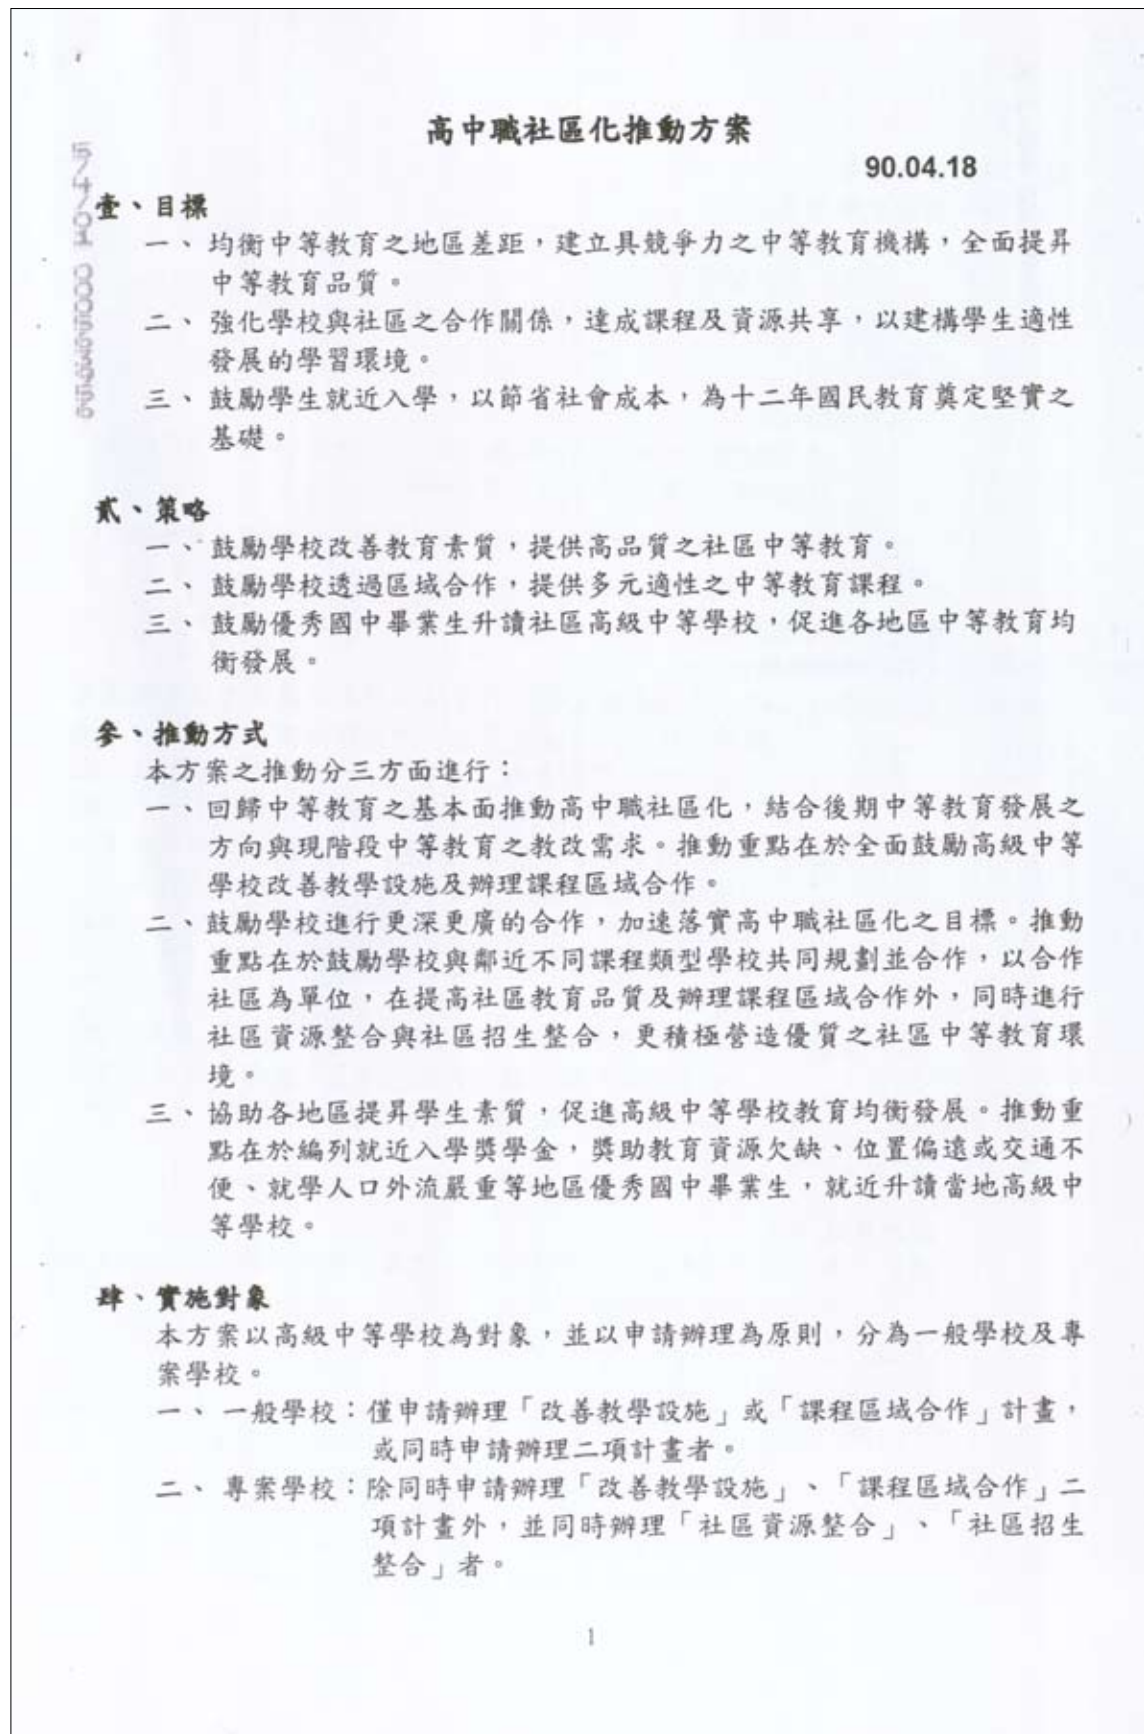 高中職社區化推動方案
90.04.18
壹、目標
一、均衡中等教育之地區差距，建立具競爭力之中等教育機構，全面提昇
中等教育品質。
二、強化學校與社區之合作關係，達成課程及資源共享，以建構學生適性
發展的學習環境。
三、鼓勵學生就近入學，以節省社會成本，為十二年國民教育奠定堅實之
基礎。
貳、策略
一、鼓勵學校改善教育素質，提供高品質之社區中等教育。
二、鼓勵學校透過區域合作，提供多元適性之中等教育課程。
三、鼓勵優秀國中畢業生升讀社區高級中等學校，促進各地區中等教育均
衡發展。
參、推動方式
本方案之推動分三方面進行：
一、回歸中等教育之基本面推動高中職社區化，結合後期中等教育發展之
方向與現階段中等教育之教改需求。推動重點在於全面鼓勵高級中等
學校改善教學設施及辦理課程區域合作。
二、鼓勵學校進行更深更廣的合作，加速落實高中職社區化之目標。推動
重點在於鼓勵學校與鄰近不同課程類型學校共同規劃並合作，以合作
社區為單位，在提高社區教育品質及辦理課程區域合作外，同時進行
社區資源整合與社區招生整合，更積極營造優質之社區中等教育環
境。
三、協助各地區提昇學生素質，促進高級中等學校教育均衡發展。推動重
點在於編列就近入學獎學金，獎助教育資源欠缺、位置偏遠或交通不
便、就學人口外流嚴重等地區優秀國中畢業生，就近升讀當地高級中
等學校。
肆、實施對象
本方案以高級中等學校為對象，並以申請辦理為原則，分為一般學校及專
案學校。
一、一般學校：僅申請辦理「改善教學設施」或「課程區域合作」計畫，
或同時申請辦理二項計畫者。
二、專案學校：除同時申請辦理「改善教學設施」、「課程區域合作」二
項計畫外，並同時辦理「社區資源整合」、「社區招生
整合」者。
1